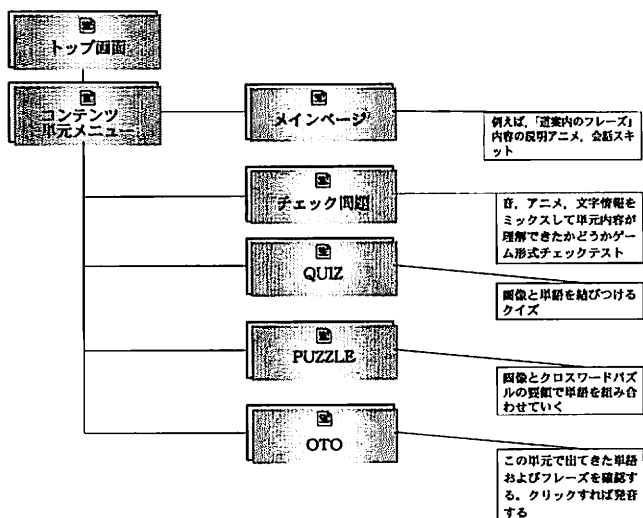 トップ画面
コンテンツ
単元メニュー
メインページ
例えば,「道案内のフレーズ」
内容の説明アニメ, 会話スキ
ット
チェック問題
音, アニメ, 文字情報を
ミックスして単元内容が
理解できたかどうかゲー
ム形式チェックテスト
QUIZ
画像と単語を結びつける
クイズ
PUZZLE
画像とクロスワードパズ
ルの要領で単語を組み合
わせていく
OTO
この単元で出てきた単語
およびフレーズを確認す
る。クリックすれば発音
する